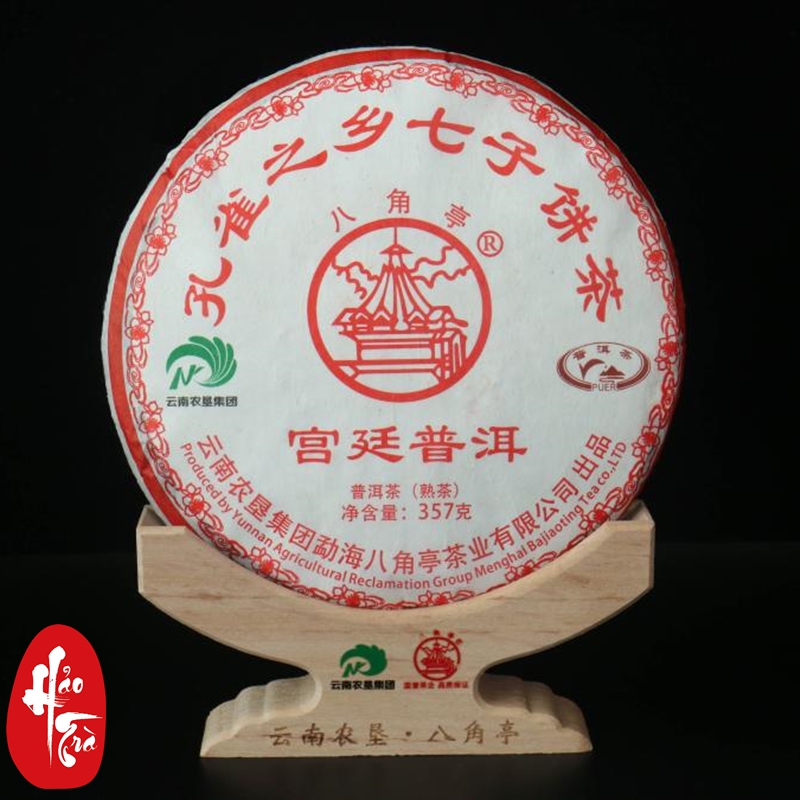 孔雀之乡七子饼茶
八角亭®
云南农垦集团
普洱茶
PUER
宫廷普洱
普洱茶（熟茶）
净含量：357克
云南农垦集团勐海八角亭茶业有限公司 出品
Produced by Yunnan Agricultural Reclamation Group Menghai Bajiaoting Tea co.,LTD
云南农垦集团
云南农垦·八角亭
Hảo
Trà